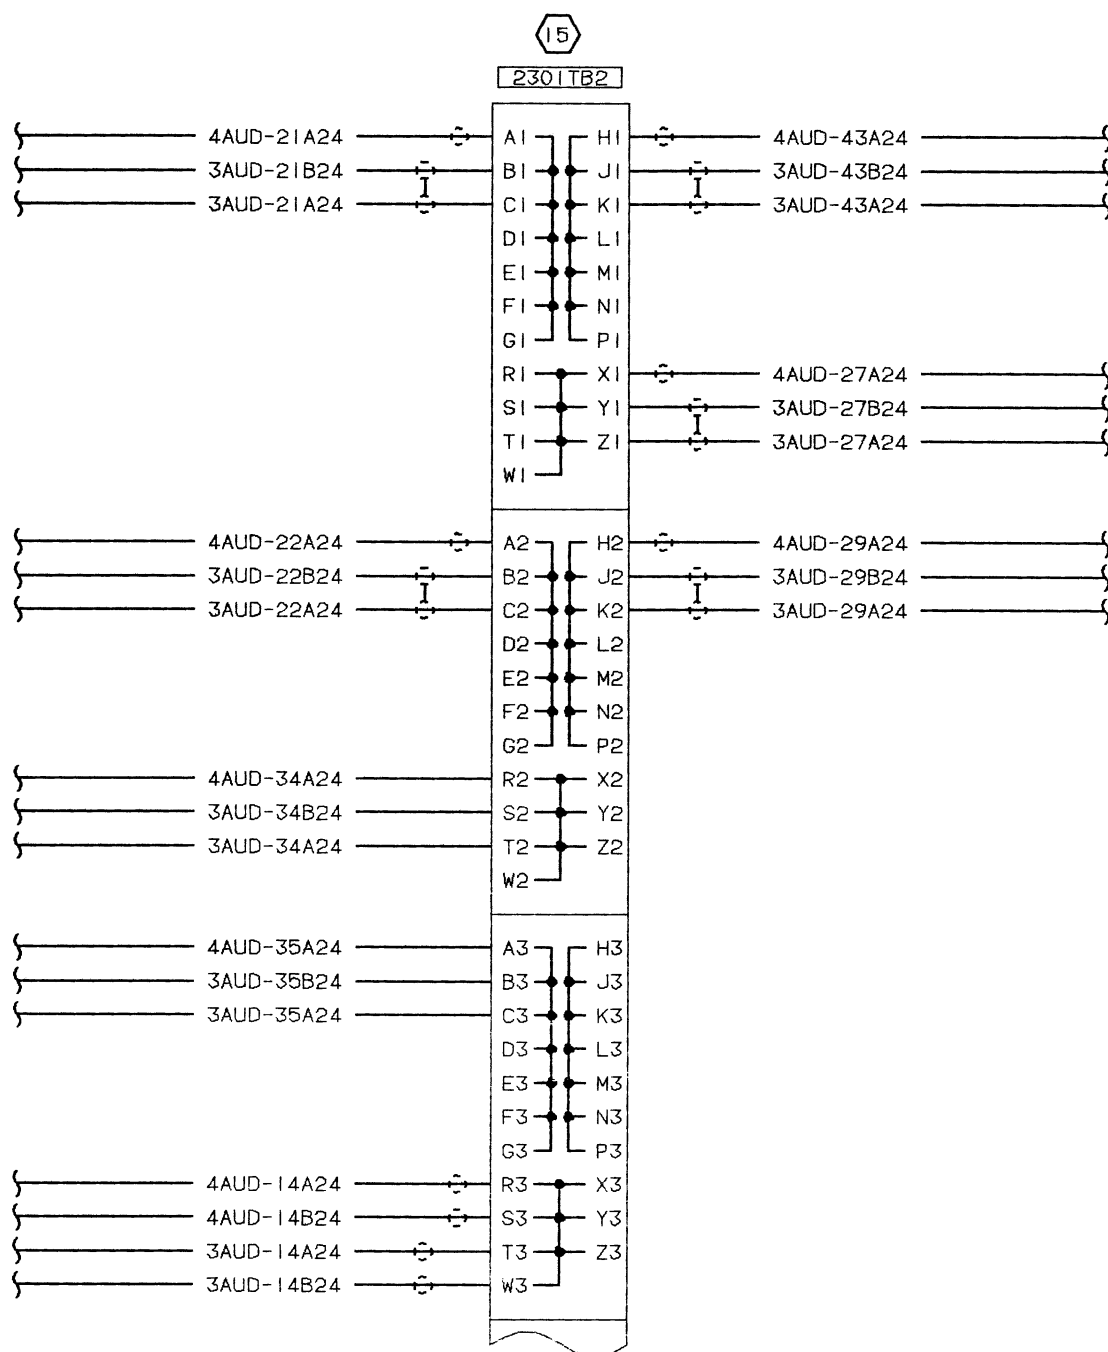 15
2301TB2
4AUD-21A24 A1 H1 4AUD-43A24
3AUD-21B24 B1 J1 3AUD-43B24
3AUD-21A24 C1 K1 3AUD-43A24
D1 L1
E1 M1
F1 N1
G1 P1
R1 X1 4AUD-27A24
S1 Y1 3AUD-27B24
T1 Z1 3AUD-27A24
W1
4AUD-22A24 A2 H2 4AUD-29A24
3AUD-22B24 B2 J2 3AUD-29B24
3AUD-22A24 C2 K2 3AUD-29A24
D2 L2
E2 M2
F2 N2
G2 P2
4AUD-34A24 R2 X2
3AUD-34B24 S2 Y2
3AUD-34A24 T2 Z2
W2
4AUD-35A24 A3 H3
3AUD-35B24 B3 J3
3AUD-35A24 C3 K3
D3 L3
E3 M3
F3 N3
G3 P3
4AUD-14A24 R3 X3
4AUD-14B24 S3 Y3
3AUD-14A24 T3 Z3
3AUD-14B24 W3